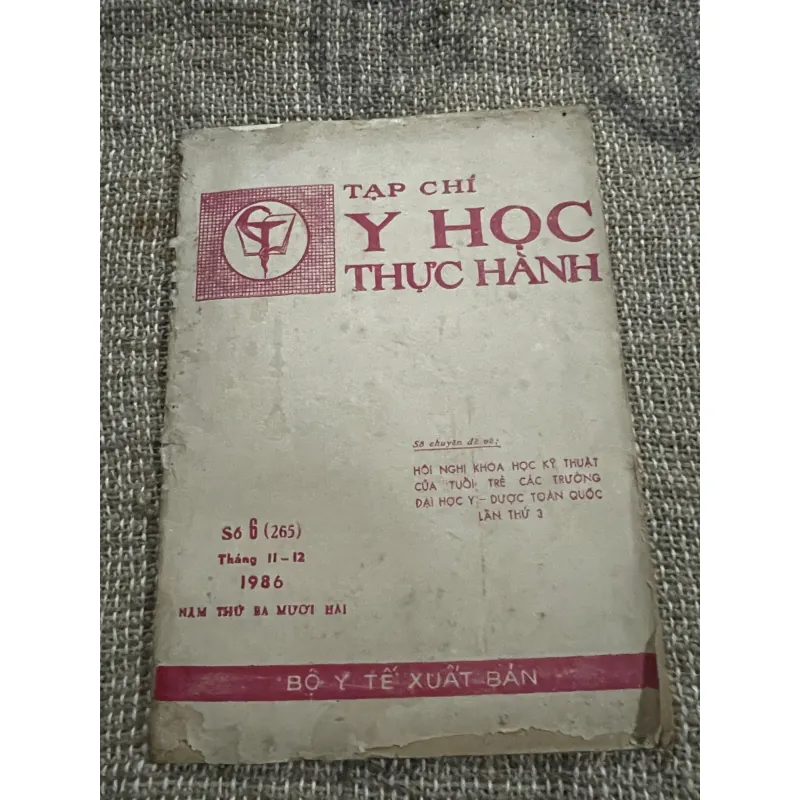 TẠP CHÍ
Y HỌC
THỰC HÀNH
Số chuyên đề về:
HỘI NGHỊ KHOA HỌC KỸ THUẬT
CỦA TUỔI TRẺ CÁC TRƯỜNG
ĐẠI HỌC Y – DƯỢC TOÀN QUỐC
LẦN THỨ 3
Số 6 (265)
Tháng 11 – 12
1986
NĂM THỨ BA MƯƠI HAI
BỘ Y TẾ XUẤT BẢN